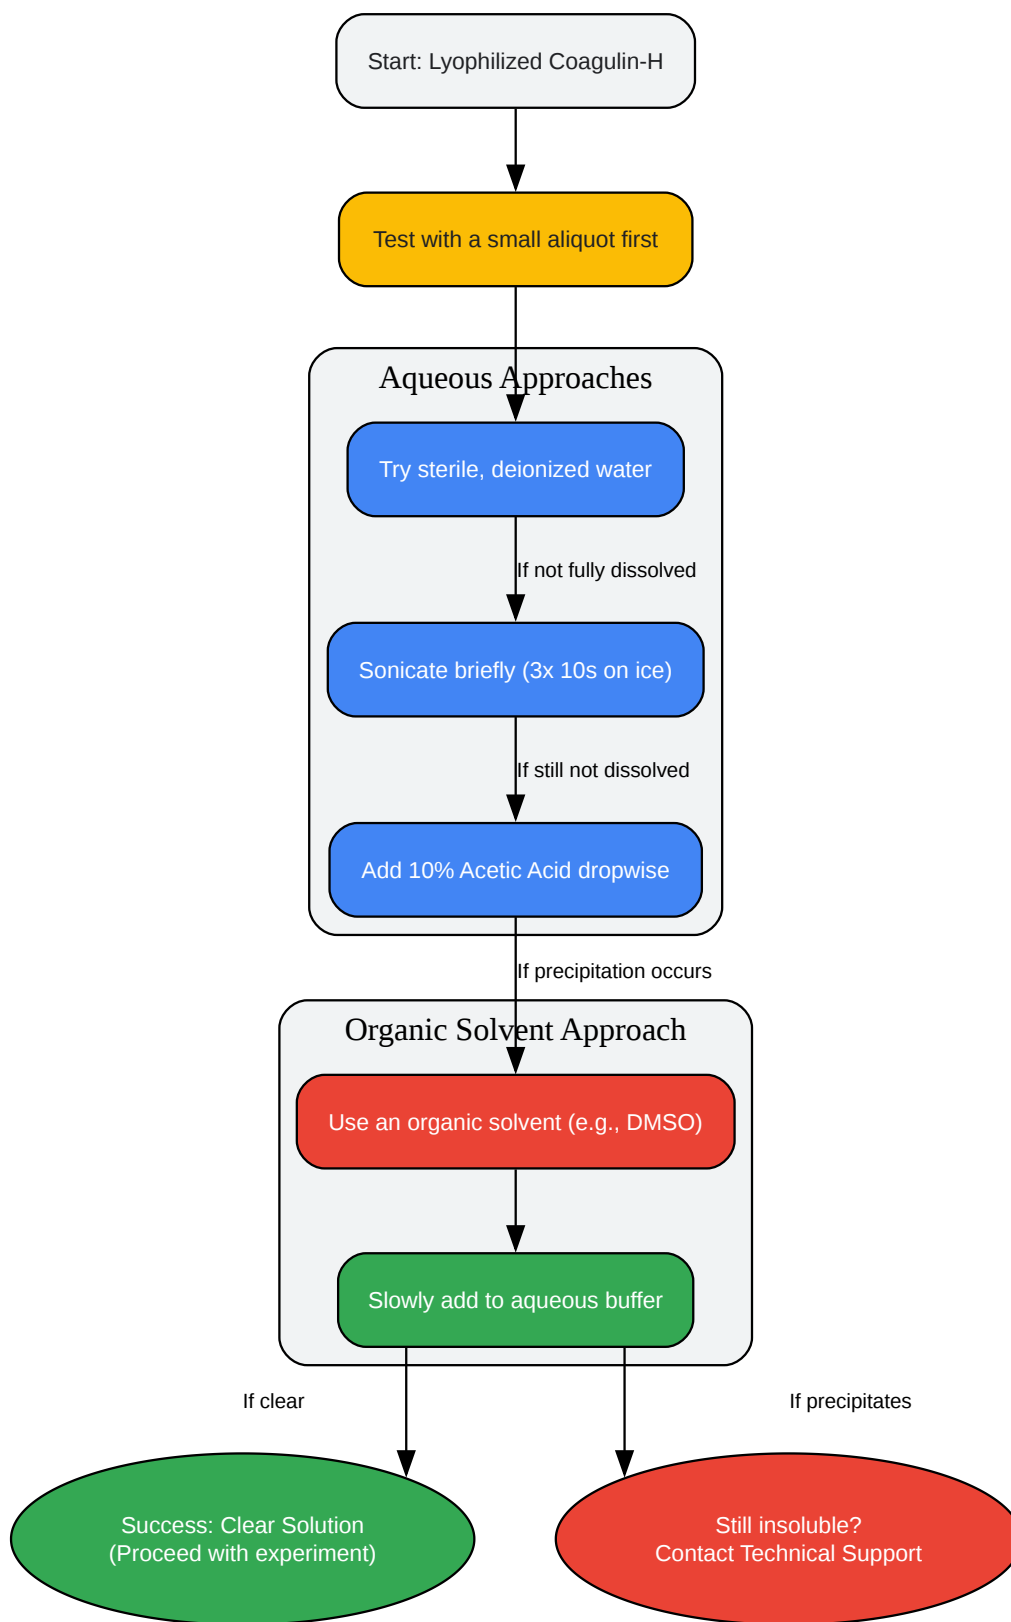 Start: Lyophilized Coagulin-H
Test with a small aliquot first
Aqueous Approaches
Try sterile, deionized water
If not fully dissolved
Sonicate briefly (3x 10s on ice)
If still not dissolved
Add 10% Acetic Acid dropwise
If precipitation occurs
Organic Solvent Approach
Use an organic solvent (e.g., DMSO)
Slowly add to aqueous buffer
If clear
If precipitates
Success: Clear Solution
(Proceed with experiment)
Still insoluble?
Contact Technical Support